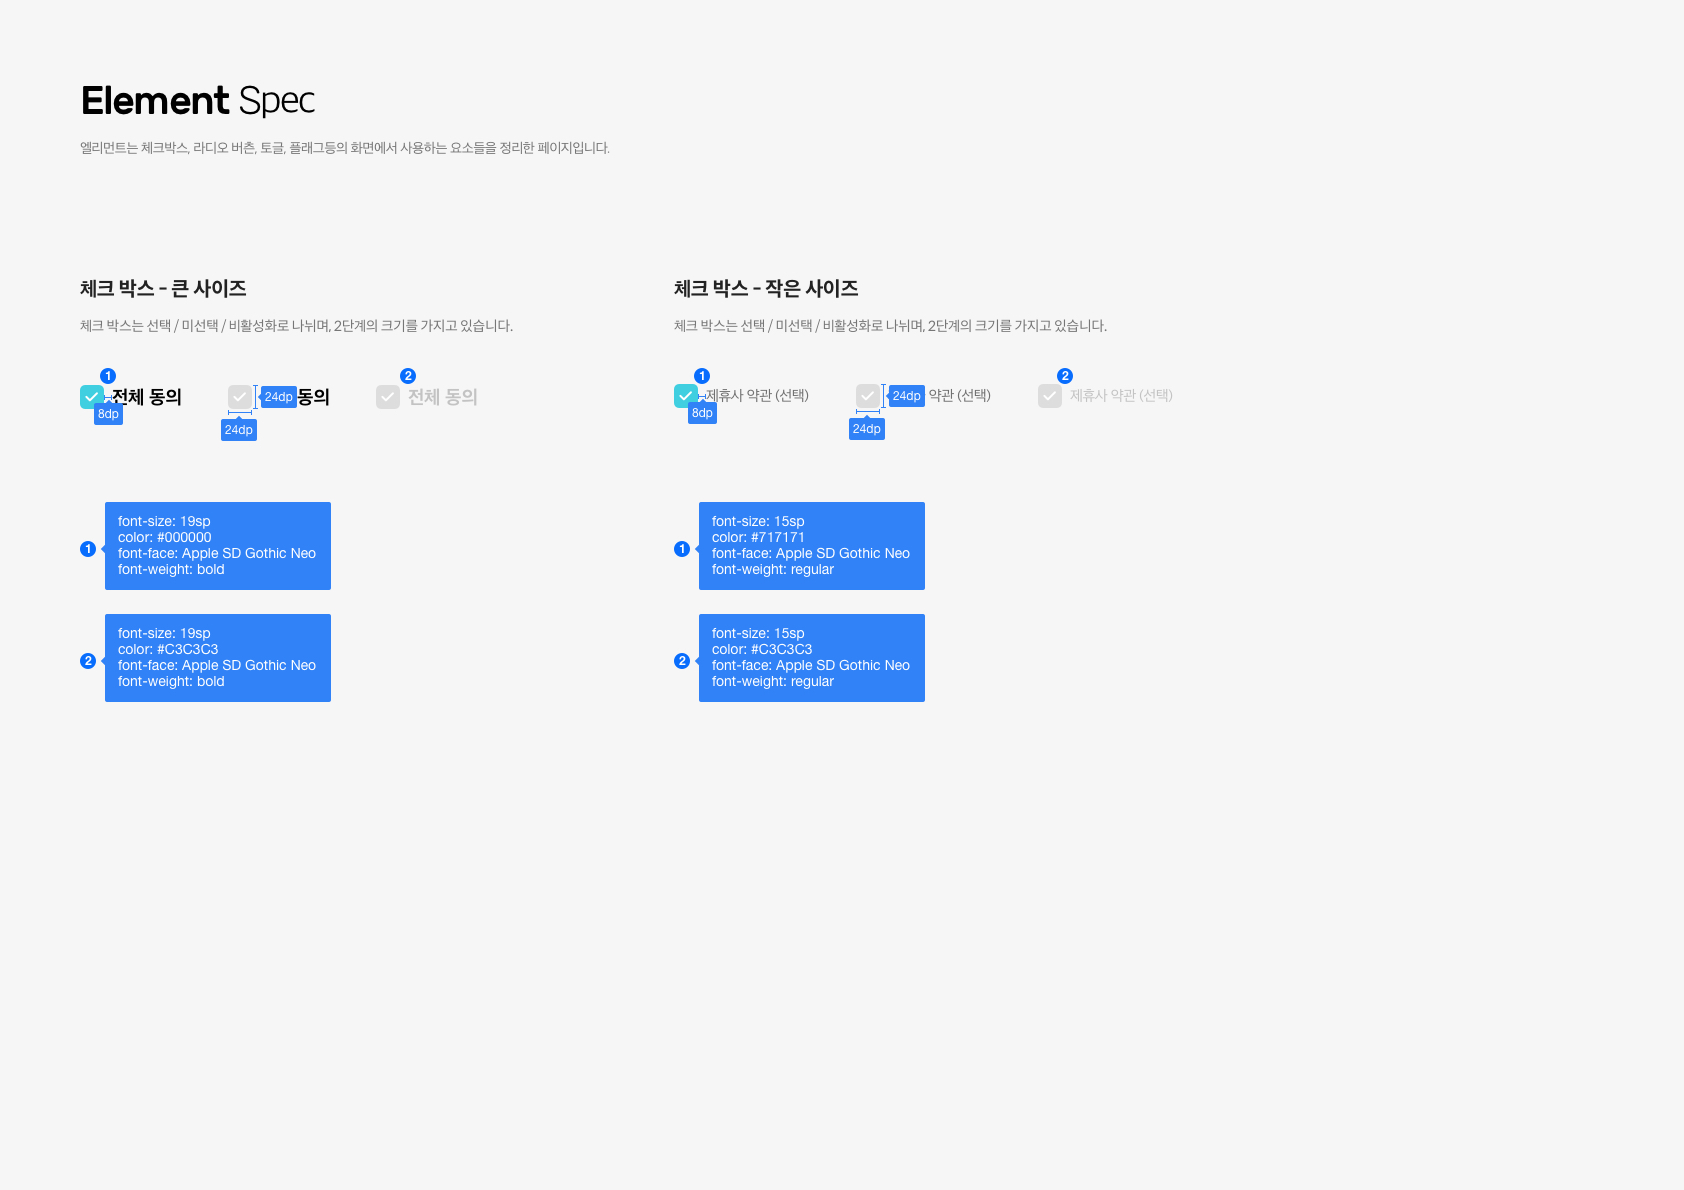 Element Spec
엘리먼트는 체크박스, 라디오 버튼, 토글, 플래그등의 화면에서 사용하는 요소들을 정리한 페이지입니다.
체크 박스 - 큰 사이즈
체크 박스는 선택 / 미선택 / 비활성화로 나뉘며, 2단계의 크기를 가지고 있습니다.
1
전체 동의
8dp
24dp
동의
24dp
2
전체 동의
1
font-size: 19sp
color: #000000
font-face: Apple SD Gothic Neo
font-weight: bold
2
font-size: 19sp
color: #C3C3C3
font-face: Apple SD Gothic Neo
font-weight: bold
체크 박스 - 작은 사이즈
체크 박스는 선택 / 미선택 / 비활성화로 나뉘며, 2단계의 크기를 가지고 있습니다.
1
제휴사 약관 (선택)
8dp
24dp
약관 (선택)
24dp
2
제휴사 약관 (선택)
1
font-size: 15sp
color: #717171
font-face: Apple SD Gothic Neo
font-weight: regular
2
font-size: 15sp
color: #C3C3C3
font-face: Apple SD Gothic Neo
font-weight: regular